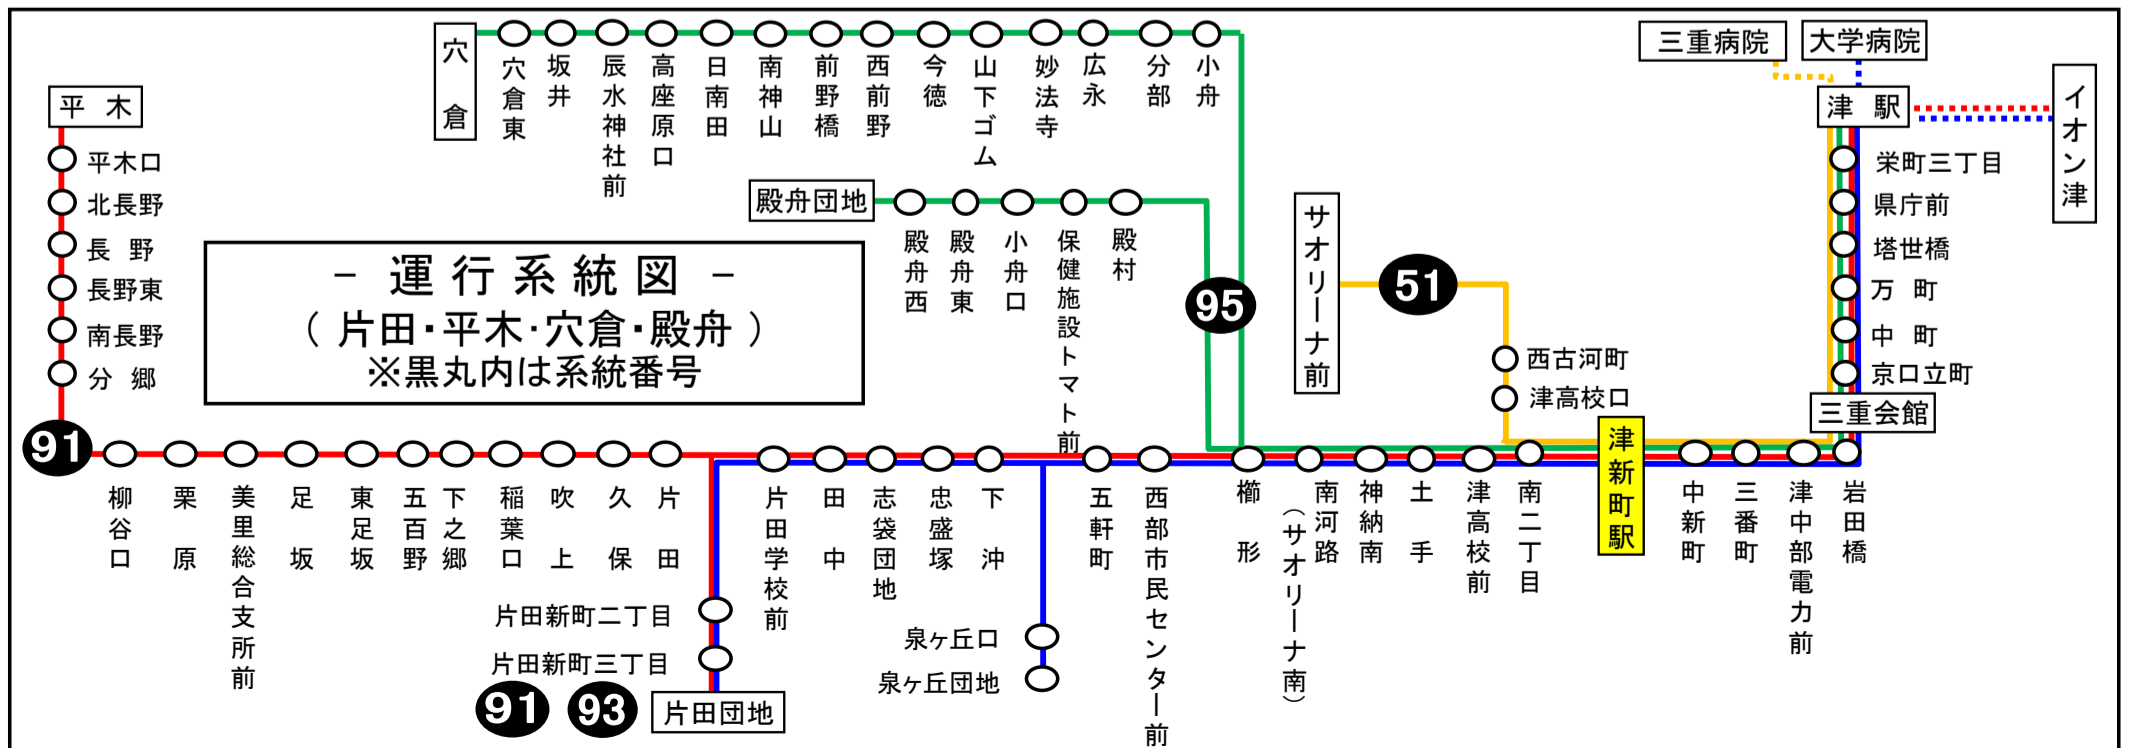 穴倉
穴倉東
坂井
辰水神社前
高座原口
日南田
南神山
前野橋
西前野
今徳
山下ゴム
妙法寺
広永
分部
小舟
三重病院
大学病院
イオン津
津 駅
平 木
平木口
北長野
長 野
長野東
南長野
分 郷
91
殿舟団地
殿舟西
殿舟東
小舟口
保健施設トマト前
殿村
95
サオリーナ前
51
西古河町
津高校口
栄町三丁目
県庁前
塔世橋
万 町
中 町
京口立町
三重会館
− 運 行 系 統 図 −
（ 片田・平木・穴倉・殿舟 ）
※黒丸内は系統番号
柳谷口
栗 原
美里総合支所前
足 坂
東足坂
五百野
下之郷
稲葉口
吹 上
久 保
片 田
片田学校前
田 中
志袋団地
忠盛塚
下 沖
五軒町
西部市民センター前
櫛 形
南河路
（サオリーナ南）
神納南
土 手
津高校前
南二丁目
津新町駅
中新町
三番町
津中部電力前
岩田橋
片田新町二丁目
片田新町三丁目
91
93
片田団地
泉ヶ丘口
泉ヶ丘団地